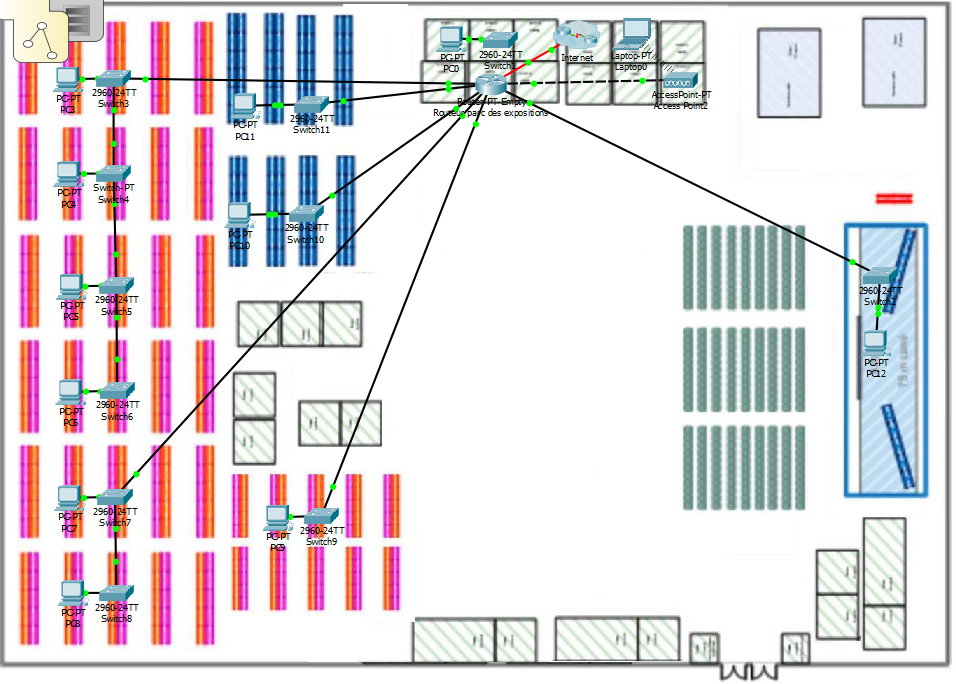 PC-PT
PC0
2960-24TT
Switch1
Internet
Laptop-PT
Laptop0
Router-PT-Empty
Routeur parc des expositions
AccessPoint-PT
Access Point2
PC-PT
PC3
2960-24TT
Switch3
PC-PT
PC11
2960-24TT
Switch11
PC-PT
PC4
Switch-PT
Switch4
PC-PT
PC10
2960-24TT
Switch10
PC-PT
PC5
2960-24TT
Switch5
2960-24TT
Switch2
PC-PT
PC12
75 m
PC-PT
PC6
2960-24TT
Switch6
PC-PT
PC7
2960-24TT
Switch7
PC-PT
PC9
2960-24TT
Switch9
PC-PT
PC8
2960-24TT
Switch8